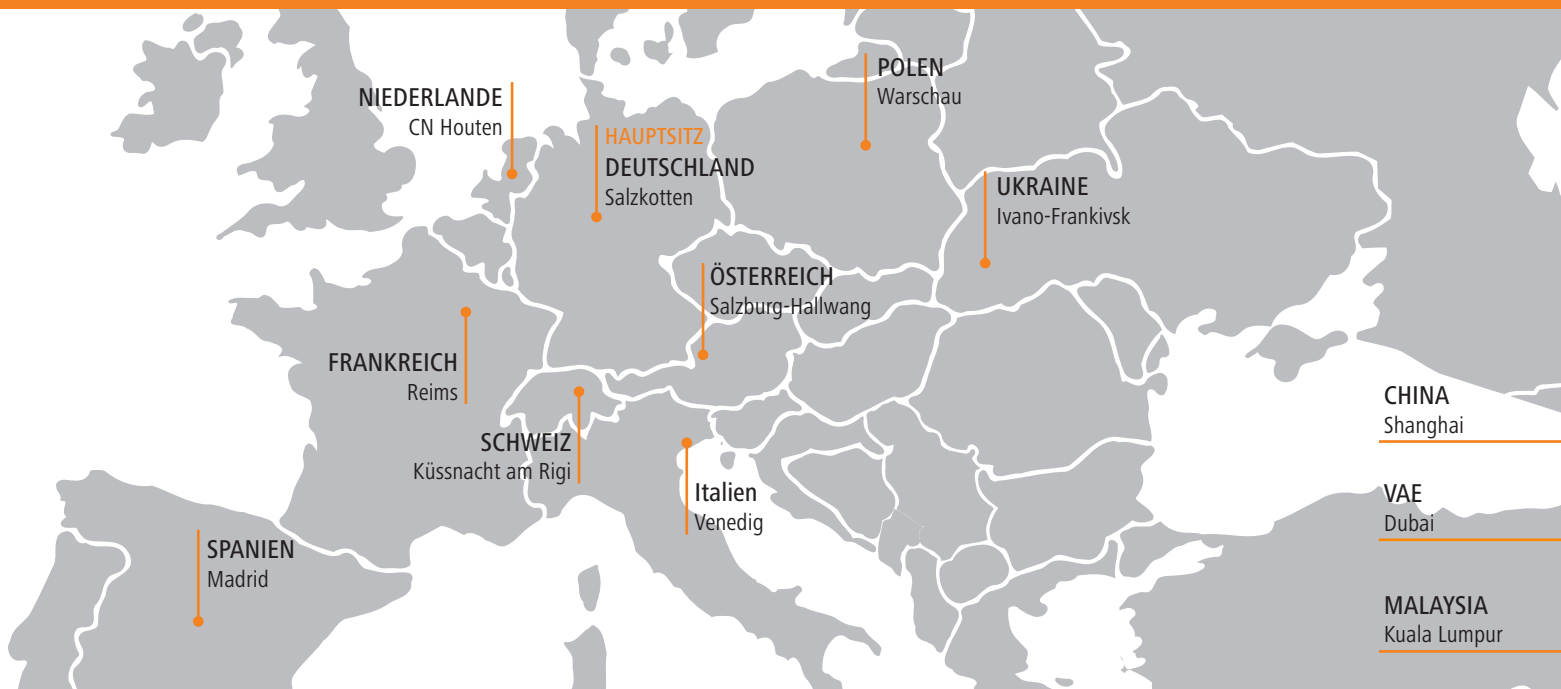 POLEN
Warschau
NIEDERLANDE
CN Houten
HAUPTSITZ
DEUTSCHLAND
Salzkotten
UKRAINE
Ivano-Frankivsk
ÖSTERREICH
Salzburg-Hallwang
FRANKREICH
Reims
CHINA
Shanghai
SCHWEIZ
Küssnacht am Rigi
Italien
Venedig
VAE
Dubai
SPANIEN
Madrid
MALAYSIA
Kuala Lumpur